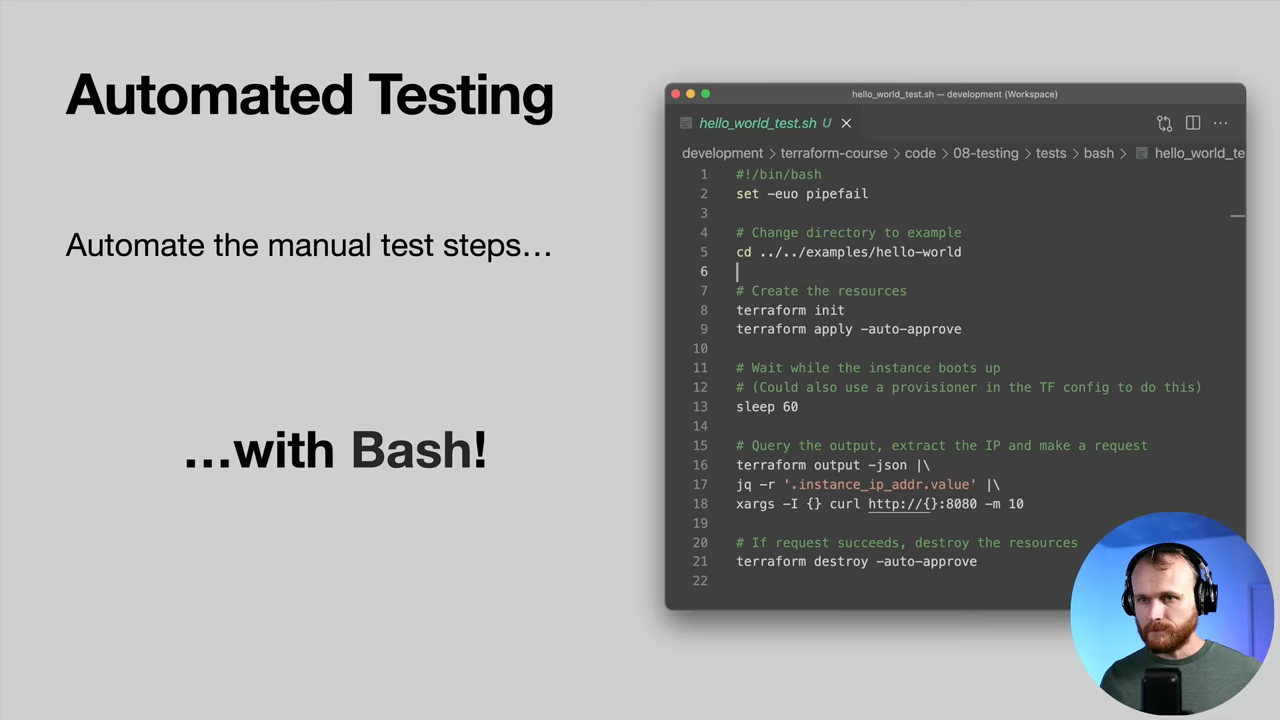 Automated Testing
Automate the manual test steps…
…with Bash!
hello_world_test.sh — development (Workspace)
hello_world_test.sh U
development > terraform-course > code > 08-testing > tests > bash > hello_world_te
1 #!/bin/bash
2 set -euo pipefail
3
4 # Change directory to example
5 cd ../../examples/hello-world
6
7 # Create the resources
8 terraform init
9 terraform apply -auto-approve
10
11 # Wait while the instance boots up
12 # (Could also use a provisioner in the TF config to do this)
13 sleep 60
14
15 # Query the output, extract the IP and make a request
16 terraform output -json |\
17 jq -r '.instance_ip_addr.value' |\
18 xargs -I {} curl http://{}:8080 -m 10
19
20 # If request succeeds, destroy the resources
21 terraform destroy -auto-approve
22